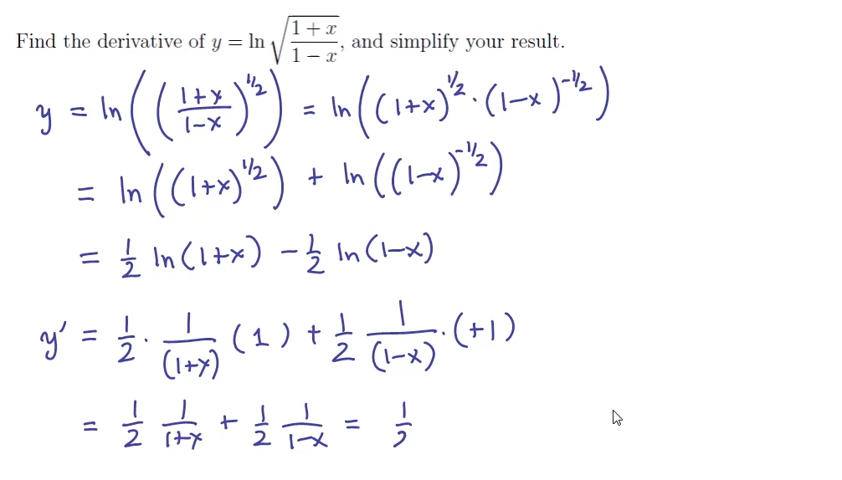 Find the derivative of y = ln √((1 + x)/(1 − x)), and simplify your result.
y = ln(((1+x)/(1−x))^(1/2)) = ln((1+x)^(1/2) · (1−x)^(−1/2))
= ln((1+x)^(1/2)) + ln((1−x)^(−1/2))
= 1/2 ln(1+x) − 1/2 ln(1−x)
y' = 1/2 · 1/(1+x) (1) + 1/2 1/(1−x) · (+1)
= 1/2 1/(1+x) + 1/2 1/(1−x) = 1/2